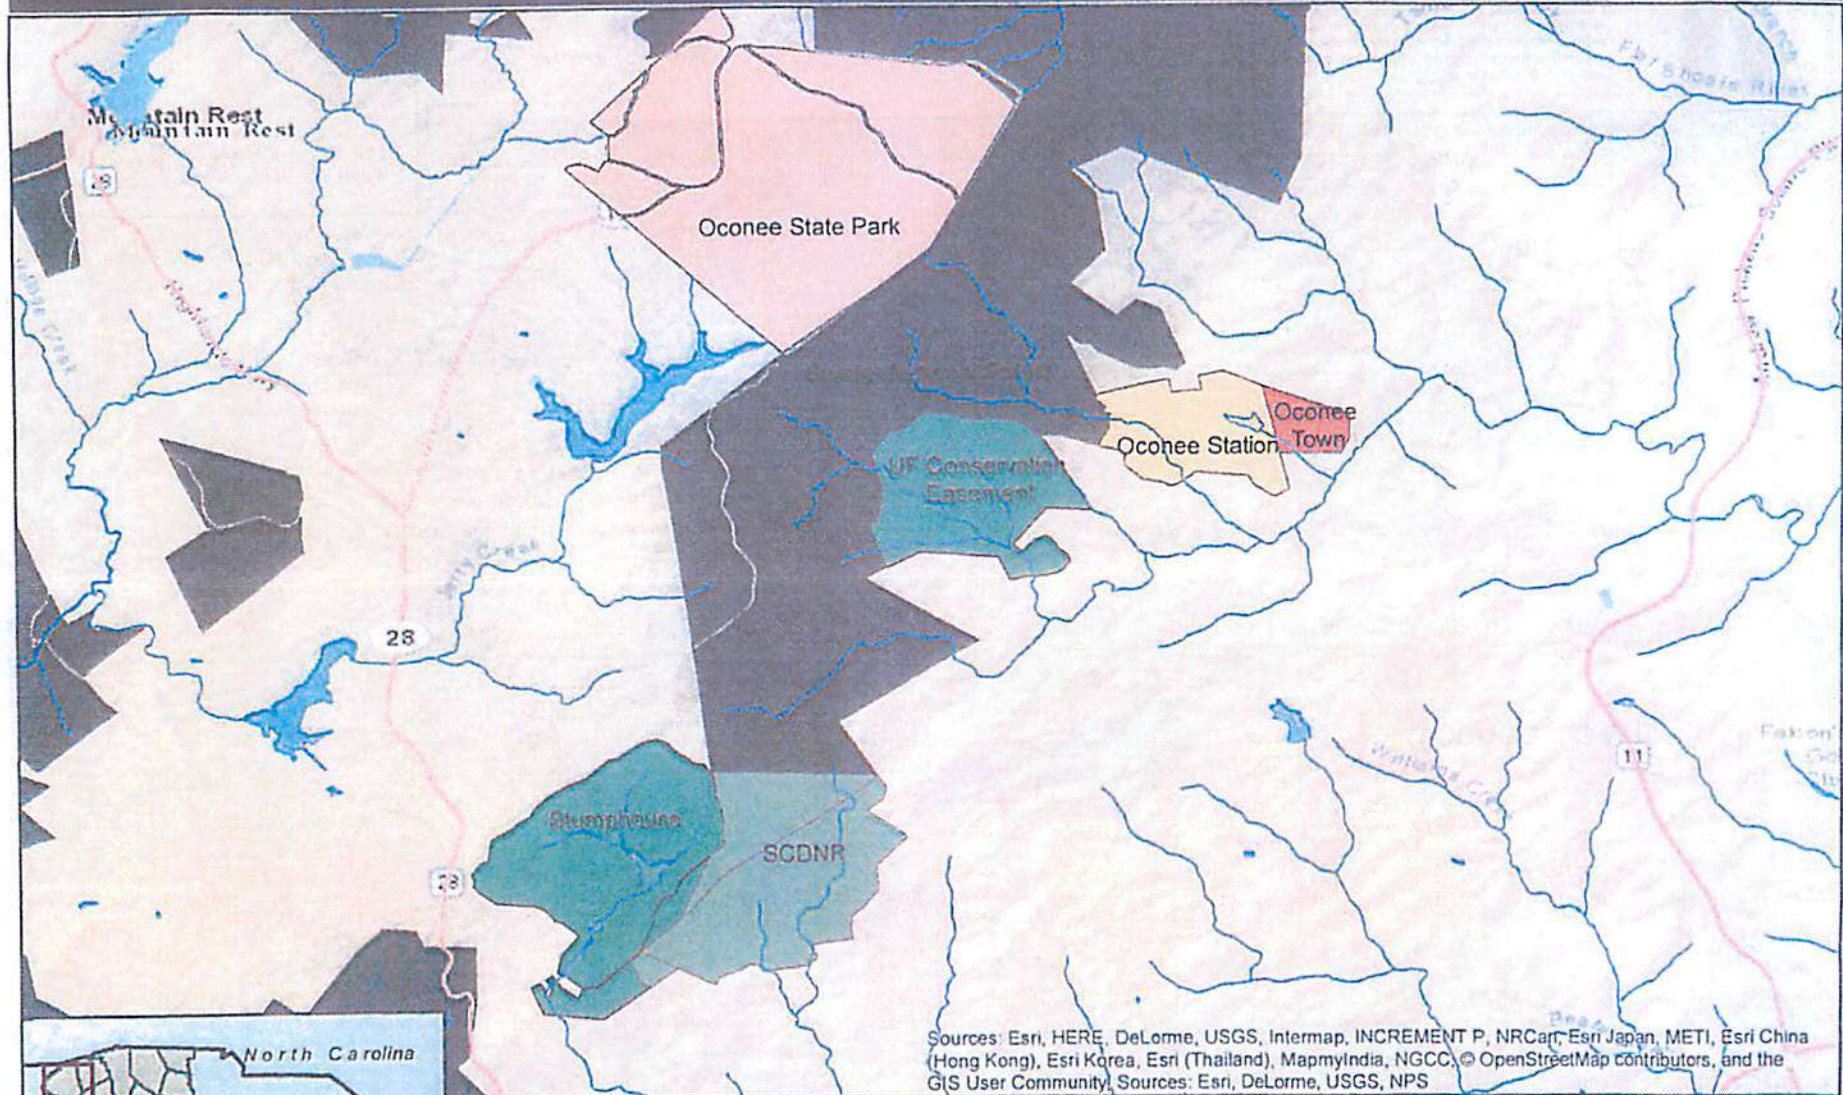 Mountain Rest
Mountain Rest
28
Oconee State Park
Oconee
Town
Oconee Station
UF Conservation
Easement
Creek
28
11
Stumphouse
SCDNR
28
North Carolina
Sources: Esri, HERE, DeLorme, USGS, Intermap, INCREMENT P, NRCan, Esri Japan, METI, Esri China
(Hong Kong), Esri Korea, Esri (Thailand), MapmyIndia, NGCC, © OpenStreetMap contributors, and the
GIS User Community, Sources: Esri, DeLorme, USGS, NPS